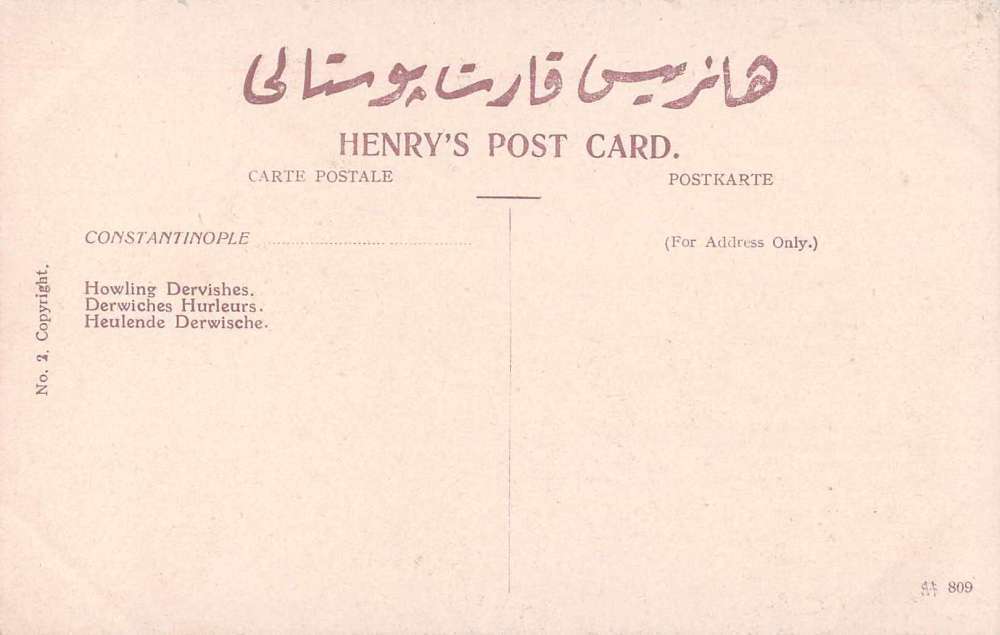 هانریس قارت پوستالی
HENRY'S POST CARD.
CARTE POSTALE
POSTKARTE
CONSTANTINOPLE
(For Address Only.)
Howling Dervishes.
Derwiches Hurleurs.
Heulende Derwische.
No. 2. Copyright.
809